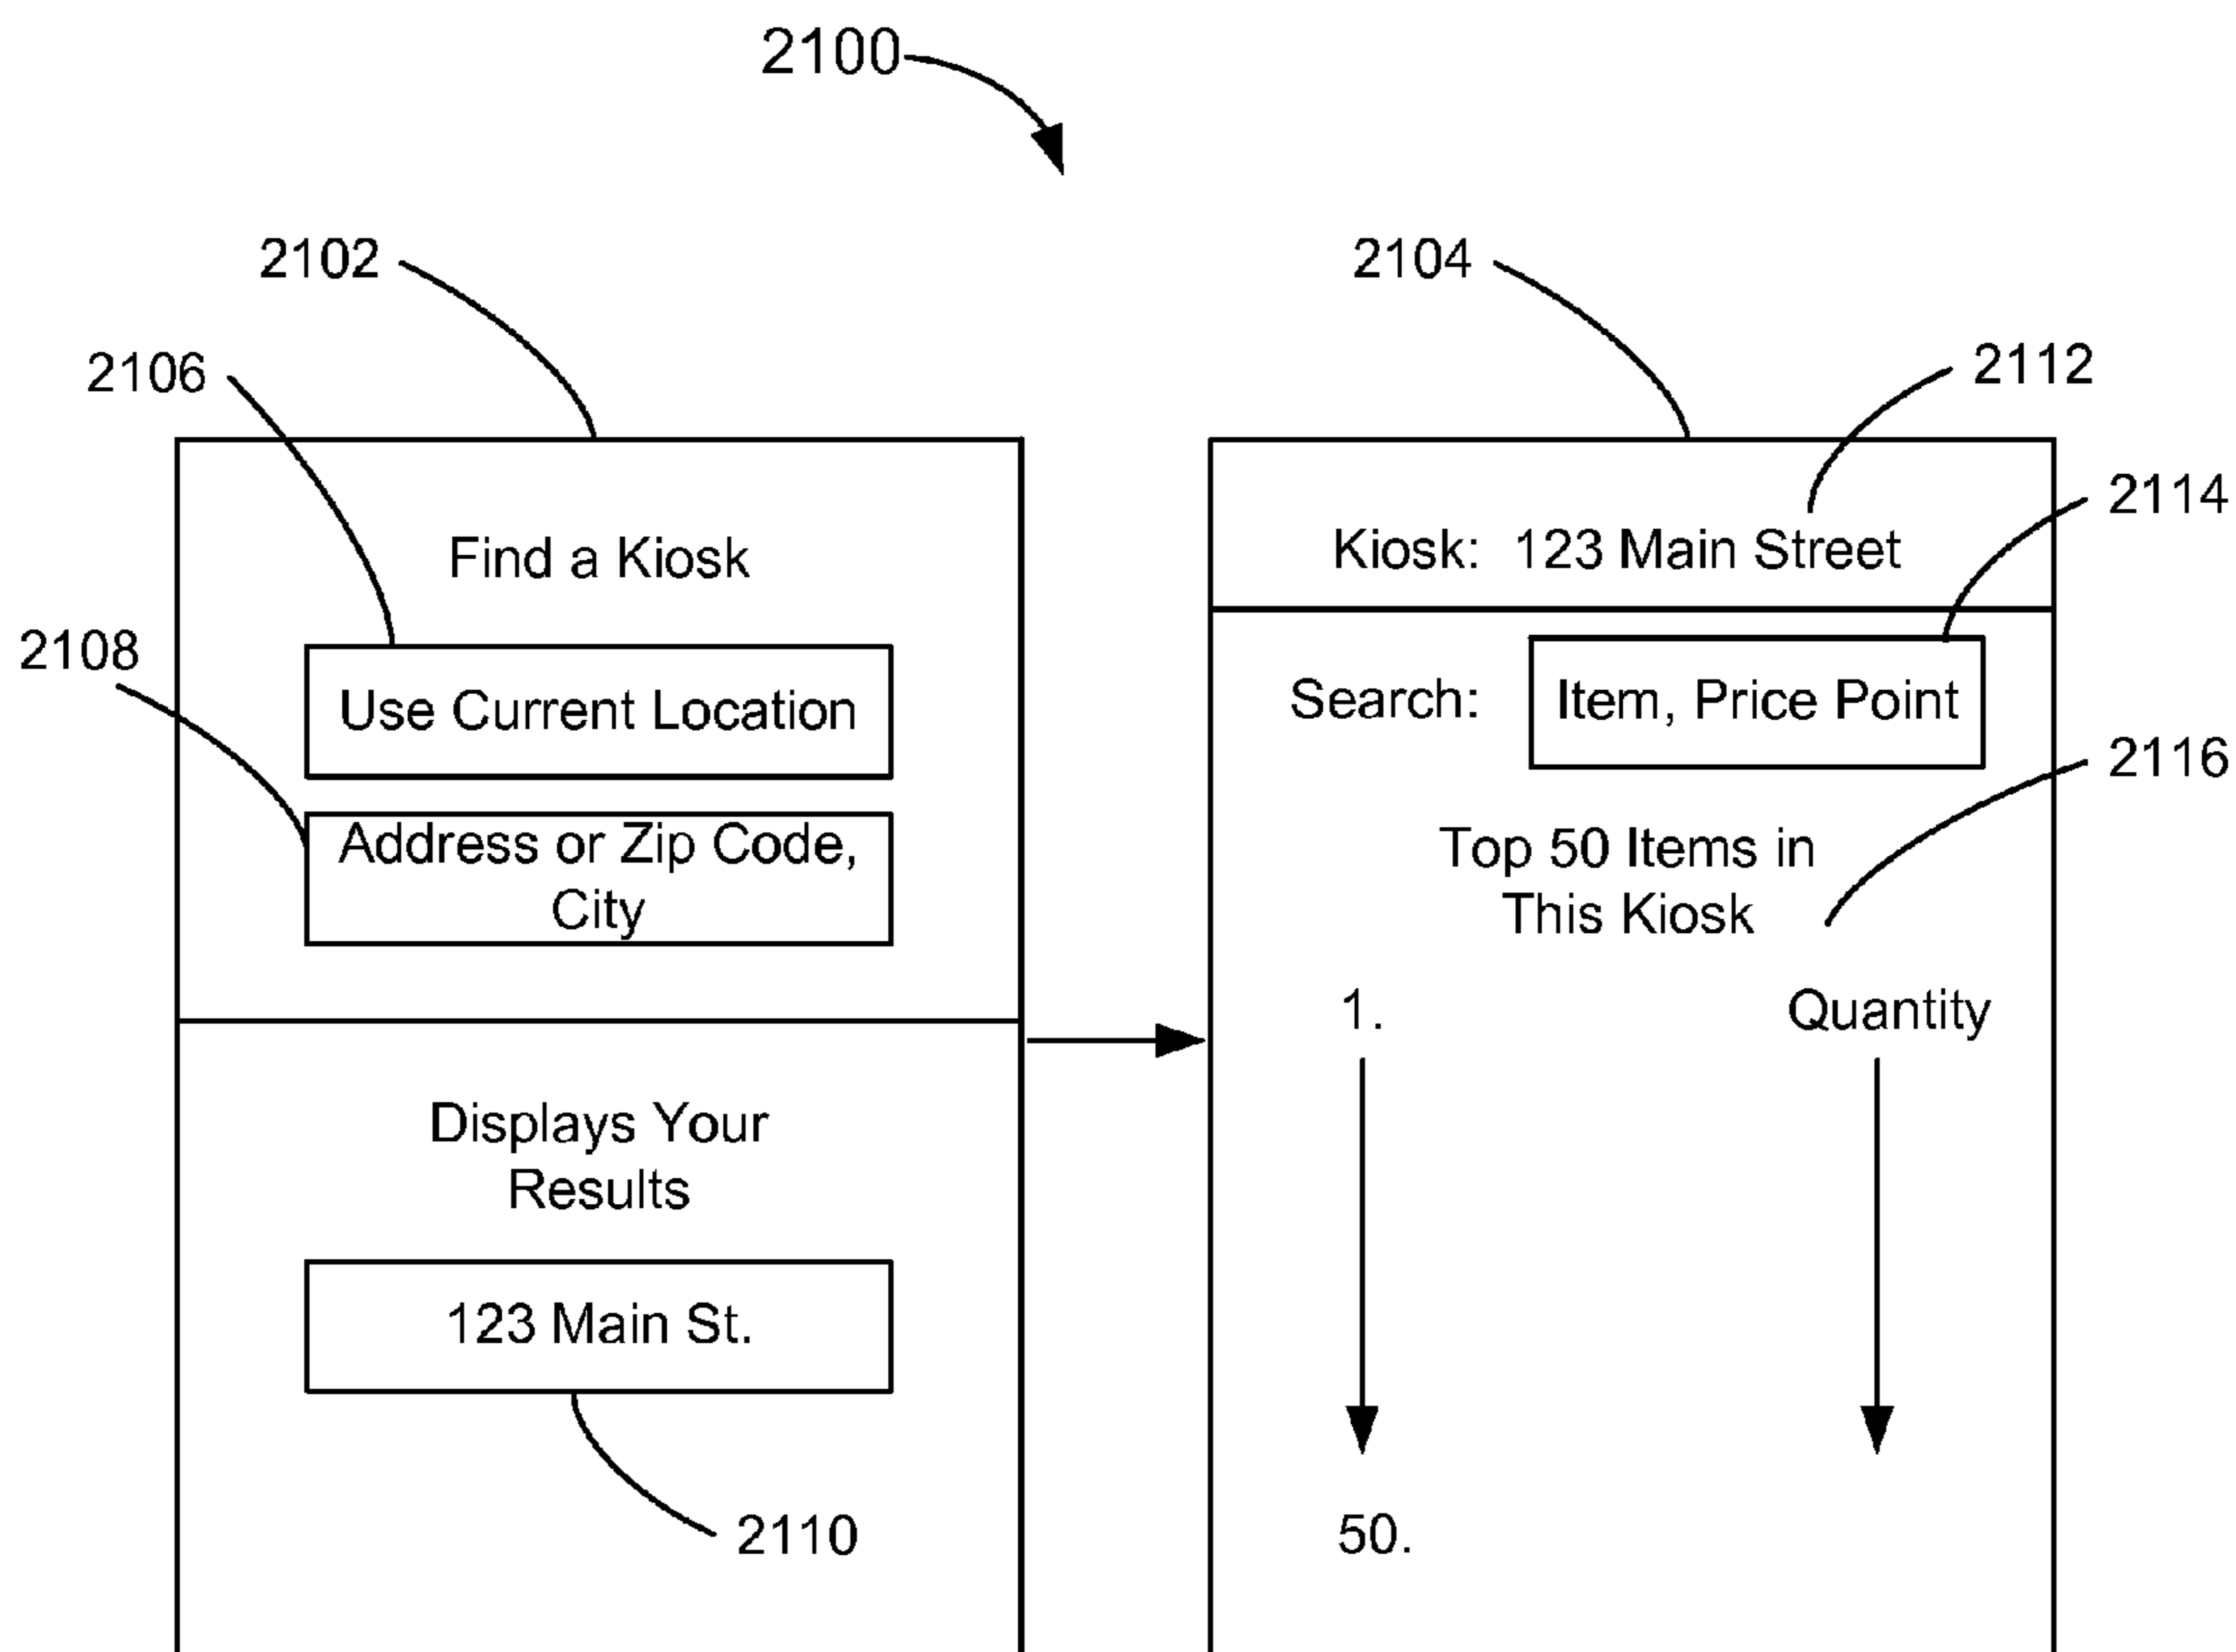 2100
2102
2104
2106
2112
2114
Find a Kiosk
Kiosk: 123 Main Street
2108
Use Current Location
Search:
Item, Price Point
2116
Address or Zip Code,
City
Top 50 Items in
This Kiosk
1.
Quantity
Displays Your
Results
123 Main St.
2110
50.